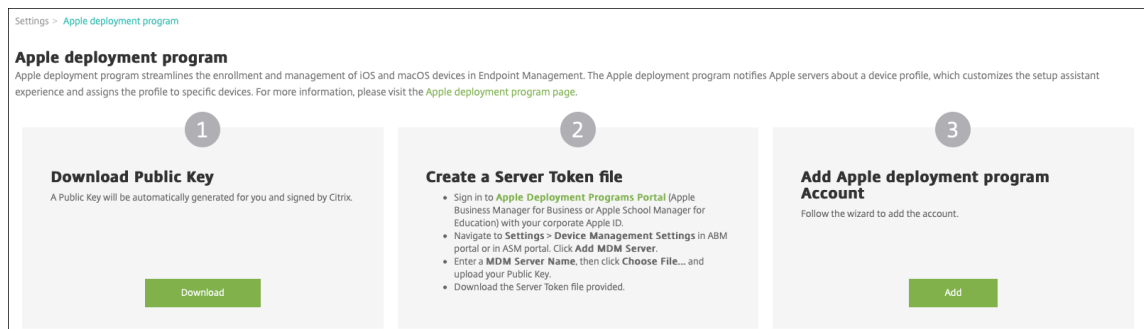 Settings > Apple deployment program
Apple deployment program
Apple deployment program streamlines the enrollment and management of iOS and macOS devices in Endpoint Management. The Apple deployment program notifies Apple servers about a device profile, which customizes the setup assistant
experience and assigns the profile to specific devices. For more information, please visit the Apple deployment program page.
1
Download Public Key
A Public Key will be automatically generated for you and signed by Citrix.
Download
2
Create a Server Token file
• Sign in to Apple Deployment Programs Portal (Apple
Business Manager for Business or Apple School Manager for
Education) with your corporate Apple ID.
• Navigate to Settings > Device Management Settings in ABM
portal or in ASM portal. Click Add MDM Server.
• Enter a MDM Server Name, then click Choose File... and
upload your Public Key.
• Download the Server Token file provided.
3
Add Apple deployment program
Account
Follow the wizard to add the account.
Add